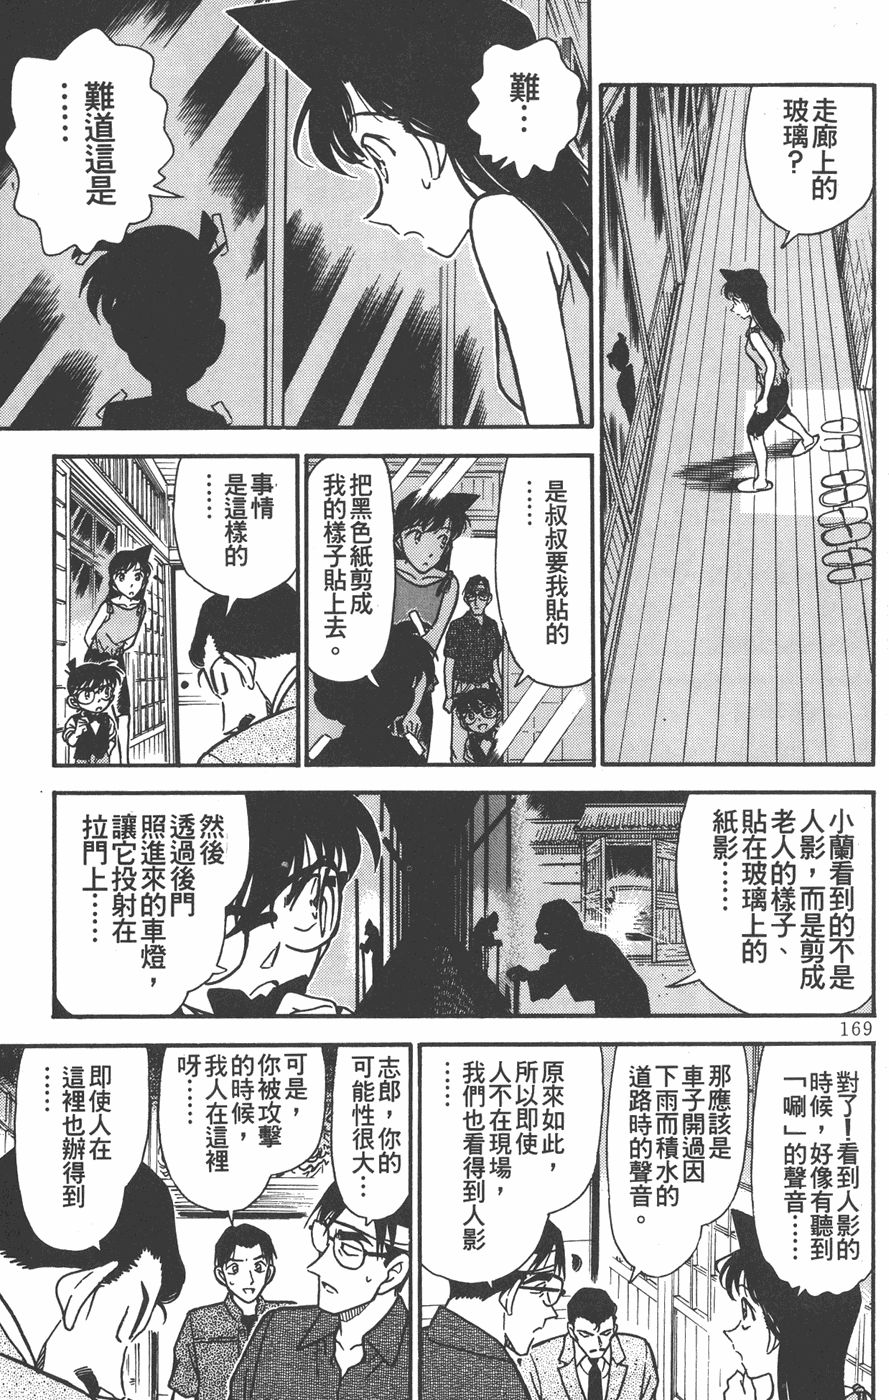 走廊上的
玻璃？
難…
難道這是
……
是叔叔要我貼的
……
把黑色紙剪成
我的樣子貼上去。
事情
是這樣的
……
小蘭看到的不是
人影，而是剪成
老人的樣子、
貼在玻璃上的
紙影……
然後
透過後門
照進來的車燈，
讓它投射在
拉門上……
169
對了！看到人影的
時候，好像有聽到
「唰」的聲音……
那應該是
車子開過因
下雨而積水的
道路時的聲音。
原來如此，
所以即使
人不在現場，
我們也看得到人影
……
志郎，你的
可能性很大…
可是，
你被攻擊
的時候，
我人在這裡
呀……
即使人在
這裡也辦得到
……